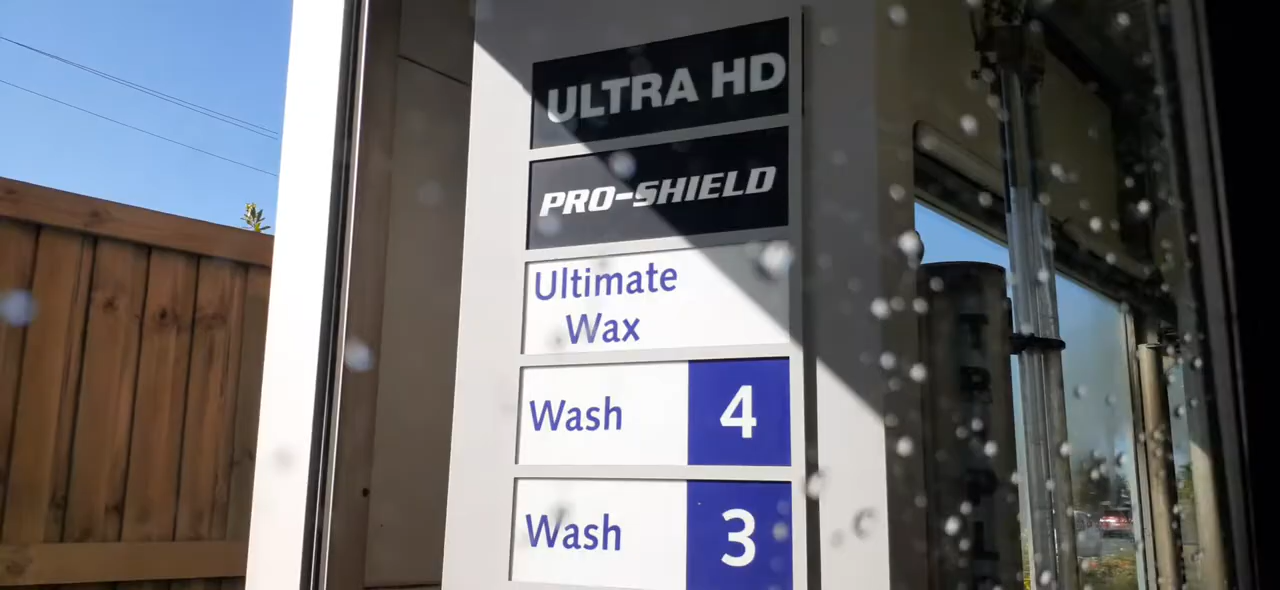 ULTRA HD
PRO-SHIELD
Ultimate
Wax
Wash 4
Wash 3